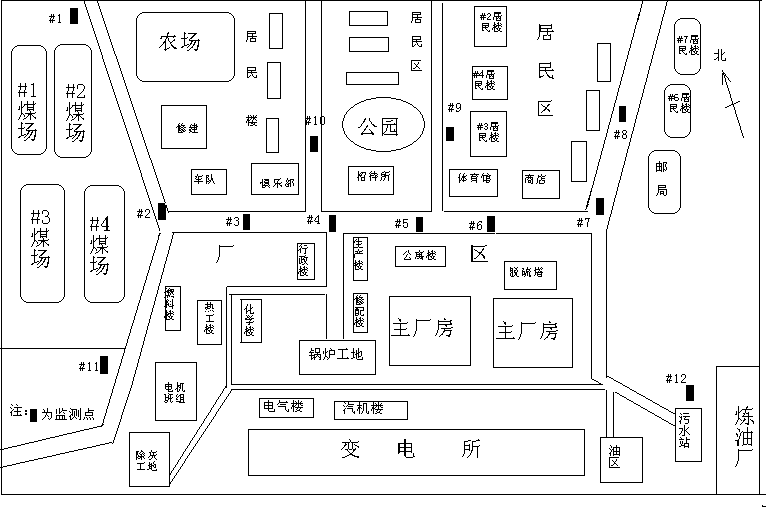 #1
农场
居民楼
居民区
#2居民楼
居民区
#7居民楼
北
#1煤场
#2煤场
#4居民楼
#6居民楼
修建
#10
公园
#9
#3居民楼
#8
车队
俱乐部
招待所
体育馆
商店
邮局
#3煤场
#4煤场
#2
#3
#4
#5
#6
#7
厂
行政楼
生产楼
公寓楼
区
脱硫塔
燃料楼
热工楼
化学楼
修配楼
主厂房
主厂房
锅炉工地
#11
电机班组
#12
注:
为监测点
电气楼
汽机楼
污水站
炼油厂
除灰工地
变电所
油区